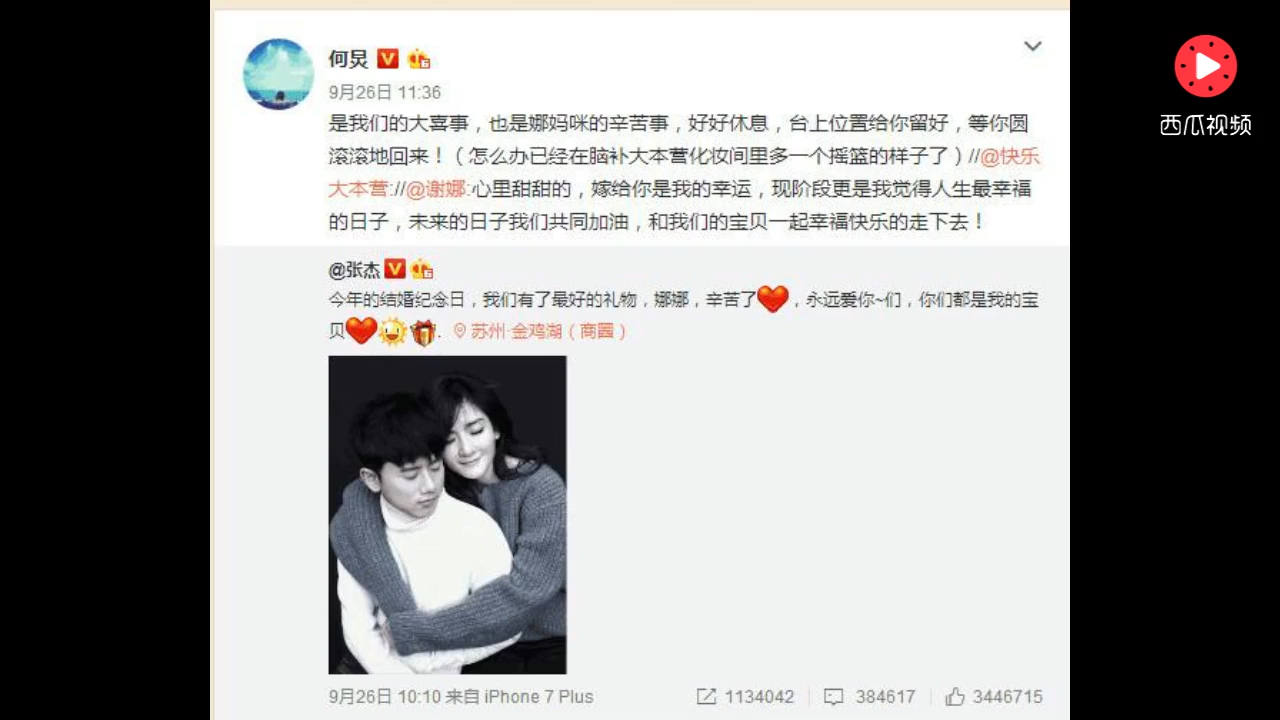 何炅
9月26日 11:36
是我们的大喜事，也是娜妈咪的辛苦事，好好休息，台上位置给你留好，等你圆
滚滚地回来！（怎么办已经在脑补大本营化妆间里多一个摇篮的样子了）//@快乐
大本营://@谢娜:心里甜甜的，嫁给你是我的幸运，现阶段更是我觉得人生最幸福
的日子，未来的日子我们共同加油，和我们的宝贝一起幸福快乐的走下去！
@张杰
今年的结婚纪念日，我们有了最好的礼物，娜娜，辛苦了❤，永远爱你~们，你们都是我的宝
贝❤. 苏州·金鸡湖（商圈）
9月26日 10:10 来自 iPhone 7 Plus
1134042 384617 3446715
西瓜视频